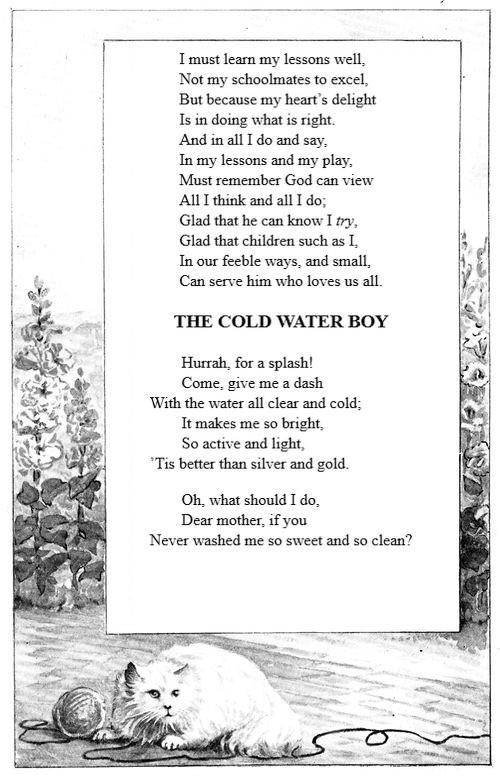 I must learn my lessons well,
Not my schoolmates to excel,
But because my heart's delight
Is in doing what is right.
And in all I do and say,
In my lessons and my play,
Must remember God can view
All I think and all I do;
Glad that he can know I try,
Glad that children such as I,
In our feeble ways, and small,
Can serve him who loves us all.
THE COLD WATER BOY
Hurrah, for a splash!
Come, give me a dash
With the water all clear and cold;
It makes me so bright,
So active and light,
'Tis better than silver and gold.
Oh, what should I do,
Dear mother, if you
Never washed me so sweet and so clean?